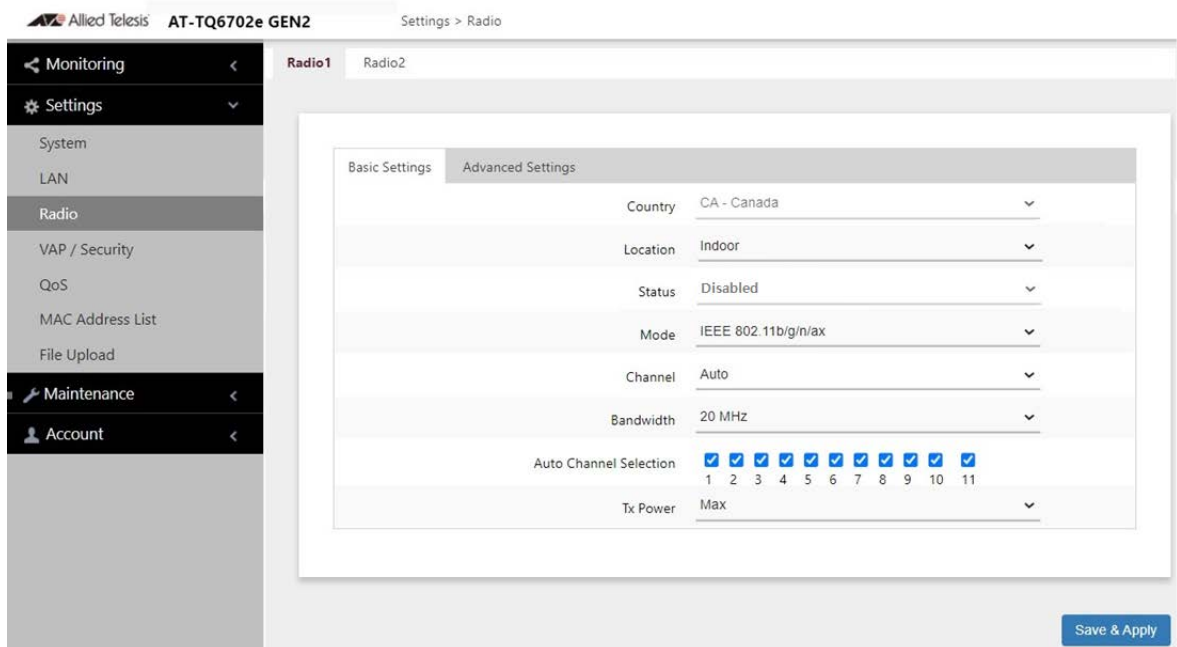 Allied Telesis AT-TQ6702e GEN2 Settings > Radio
Monitoring
Settings
System
LAN
Radio
VAP / Security
QoS
MAC Address List
File Upload
Maintenance
Account
Radio1 Radio2
Basic Settings Advanced Settings
Country CA - Canada
Location Indoor
Status Disabled
Mode IEEE 802.11b/g/n/ax
Channel Auto
Bandwidth 20 MHz
Auto Channel Selection
1 2 3 4 5 6 7 8 9 10 11
Tx Power Max
Save & Apply